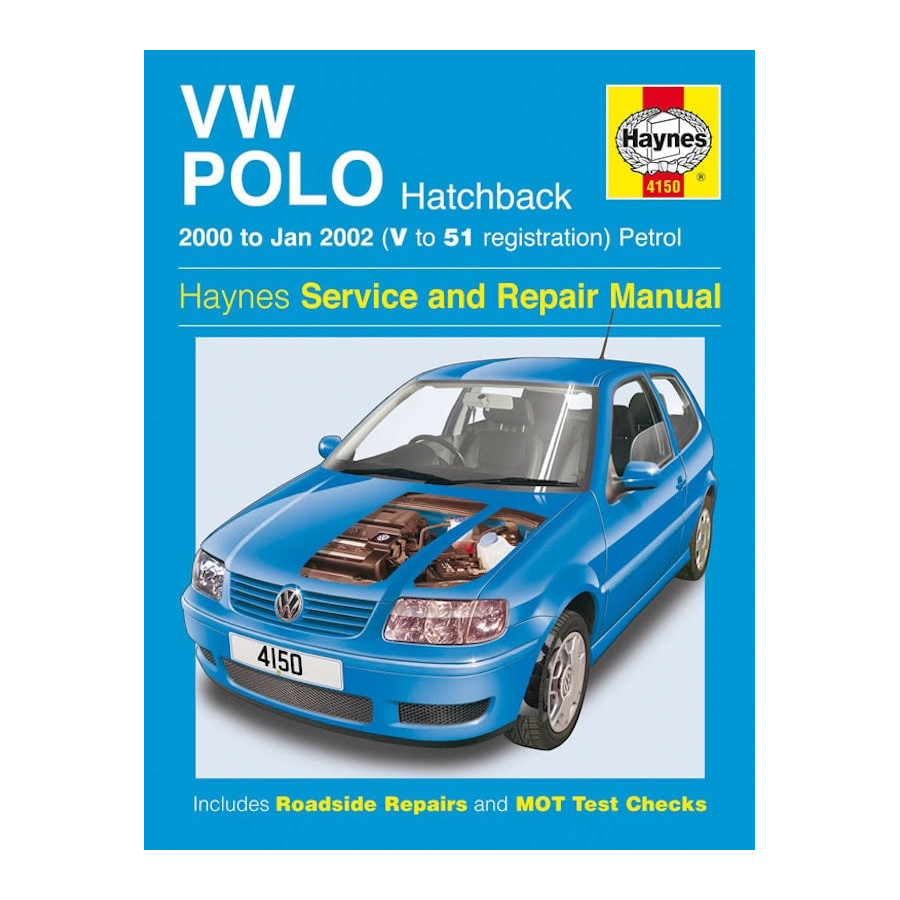 VW
POLO Hatchback
2000 to Jan 2002 (V to 51 registration) Petrol
Haynes
4150
®
Haynes Service and Repair Manual
4150
Includes Roadside Repairs and MOT Test Checks